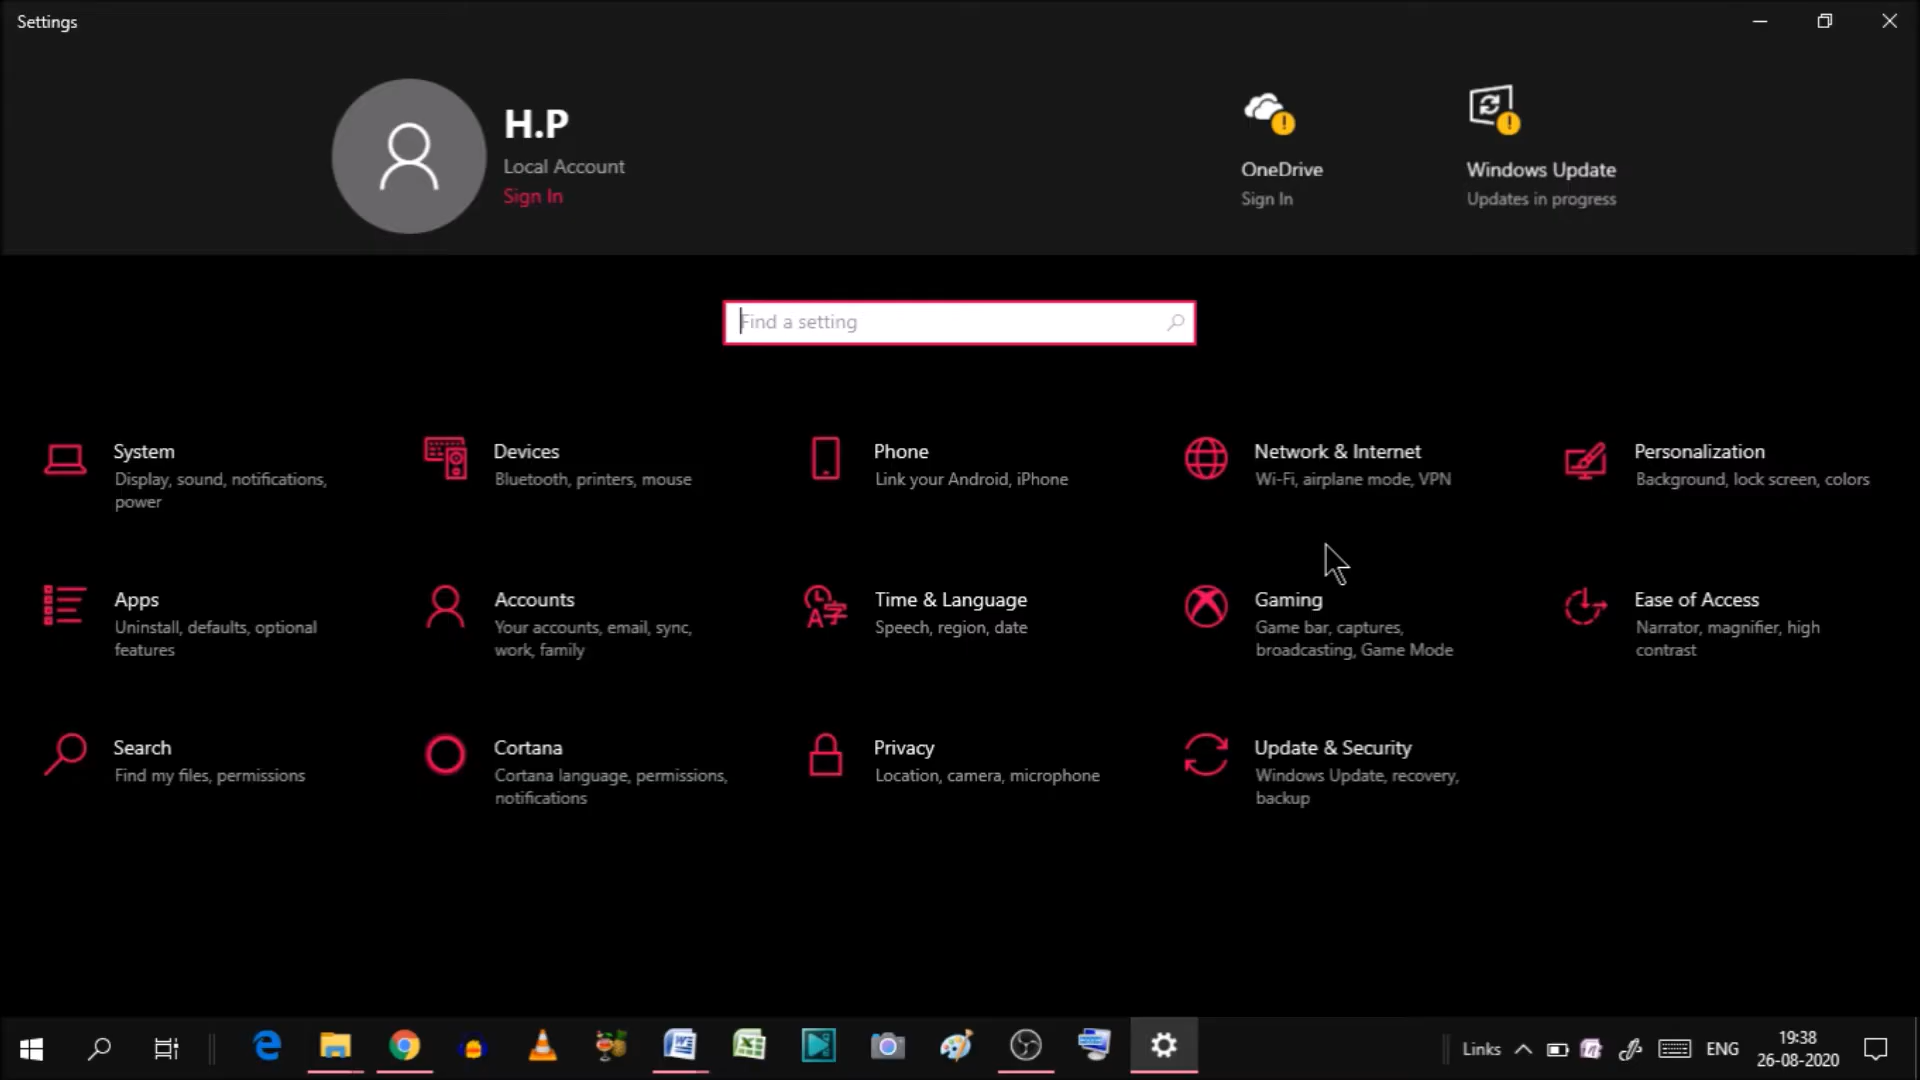 Settings
H.P
Local Account
Sign In
OneDrive
Sign In
Windows Update
Updates in progress
Find a setting
System
Display, sound, notifications,
power
Devices
Bluetooth, printers, mouse
Phone
Link your Android, iPhone
Network & Internet
Wi-Fi, airplane mode, VPN
Personalization
Background, lock screen, colors
Apps
Uninstall, defaults, optional
features
Accounts
Your accounts, email, sync,
work, family
Time & Language
Speech, region, date
Gaming
Game bar, captures,
broadcasting, Game Mode
Ease of Access
Narrator, magnifier, high
contrast
Search
Find my files, permissions
Cortana
Cortana language, permissions,
notifications
Privacy
Location, camera, microphone
Update & Security
Windows Update, recovery,
backup
Links
ENG
19:38
26-08-2020